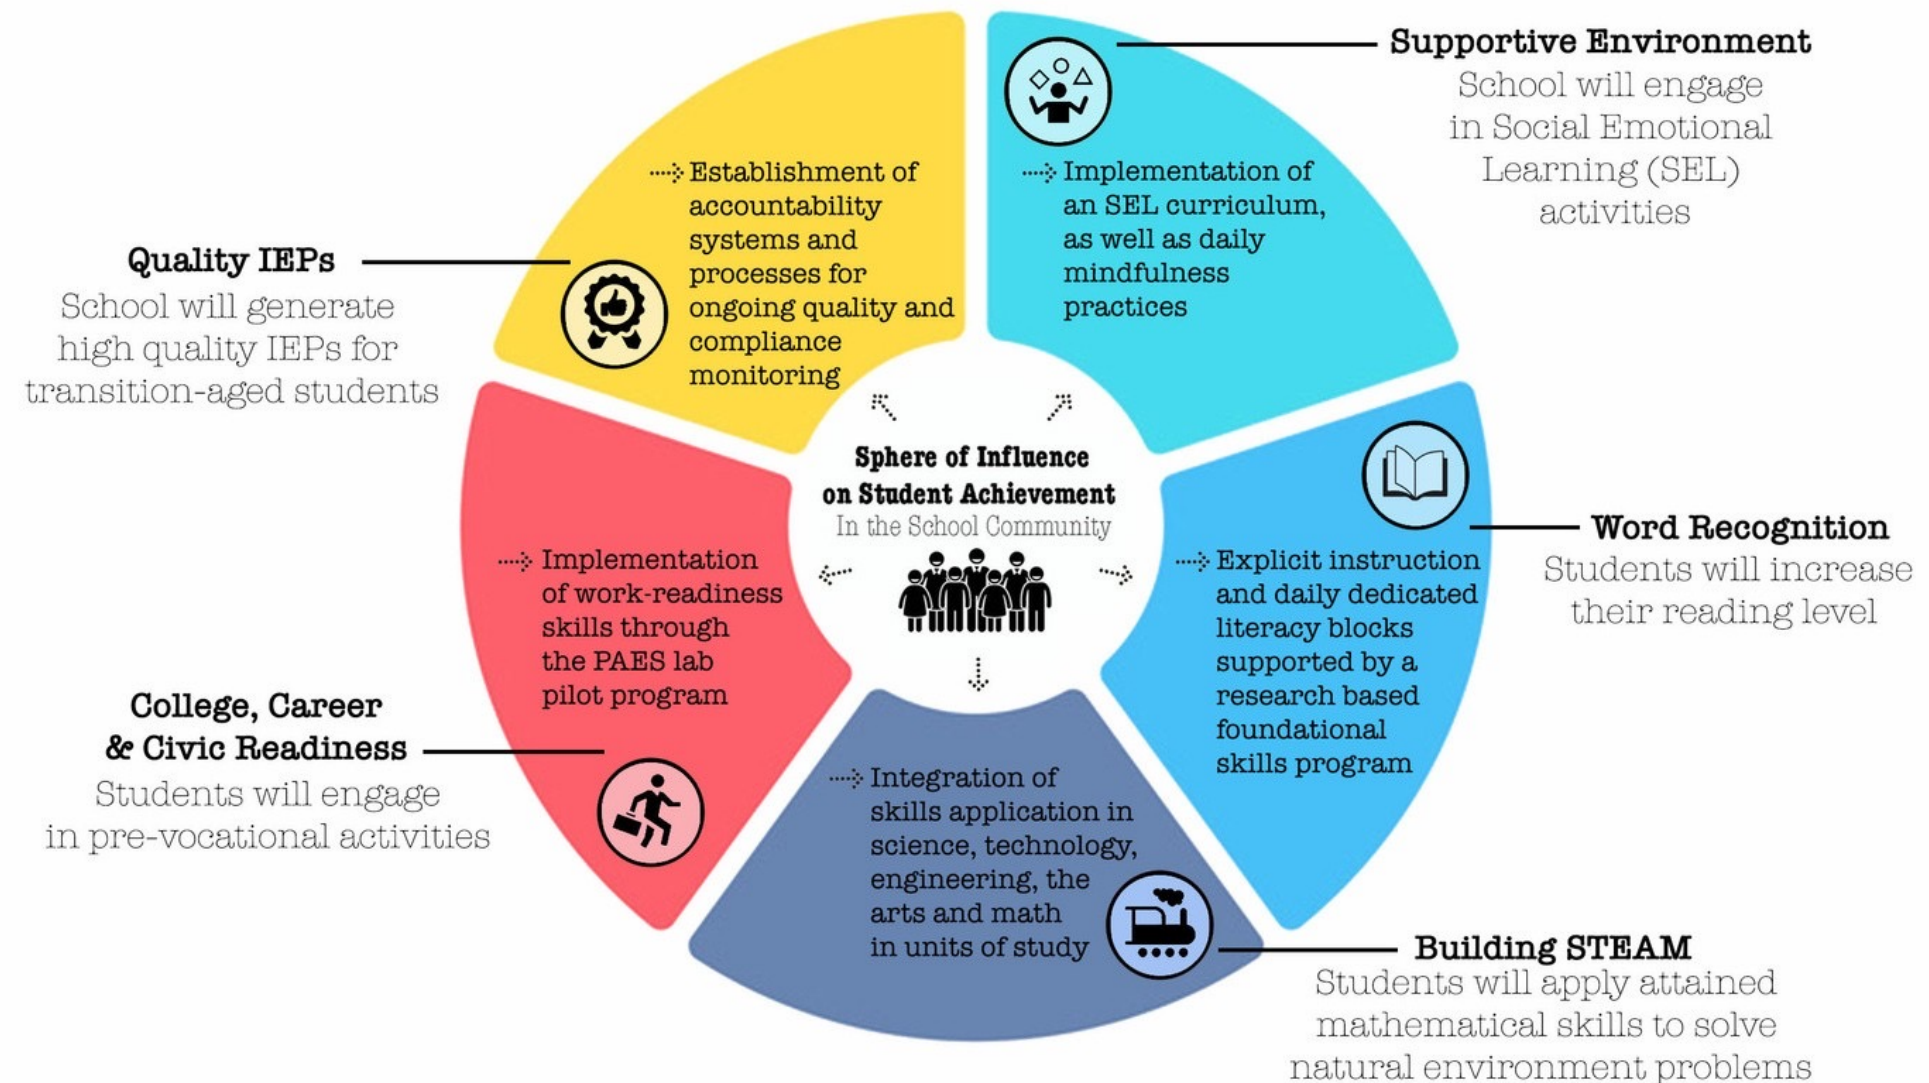 Supportive Environment
School will engage
in Social Emotional
Learning (SEL)
activities
Implementation of
an SEL curriculum,
as well as daily
mindfulness
practices
Word Recognition
Students will increase
their reading level
Explicit instruction
and daily dedicated
literacy blocks
supported by a
research based
foundational
skills program
Building STEAM
Students will apply attained
mathematical skills to solve
natural environment problems
Integration of
skills application in
science, technology,
engineering, the
arts and math
in units of study
College, Career
& Civic Readiness
Students will engage
in pre-vocational activities
Implementation
of work-readiness
skills through
the PAES lab
pilot program
Quality IEPs
School will generate
high quality IEPs for
transition-aged students
Establishment of
accountability
systems and
processes for
ongoing quality and
compliance
monitoring
Sphere of Influence
on Student Achievement
In the School Community